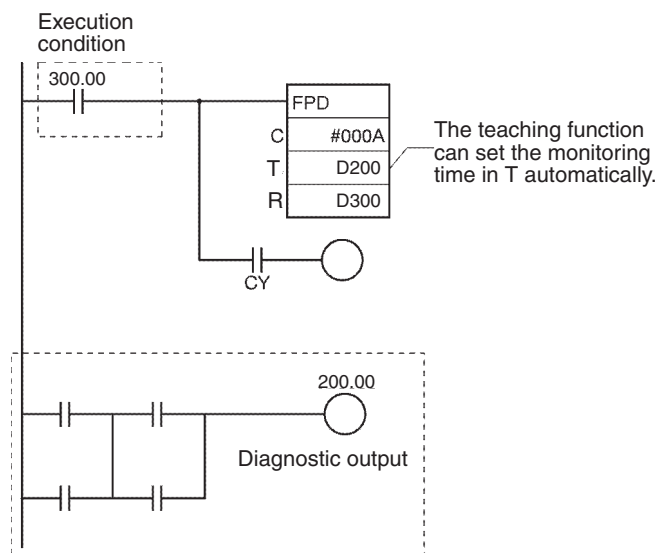 Execution
condition
300.00
FPD
C #000A
T D200
R D300
The teaching function
can set the monitoring
time in T automatically.
CY
200.00
Diagnostic output